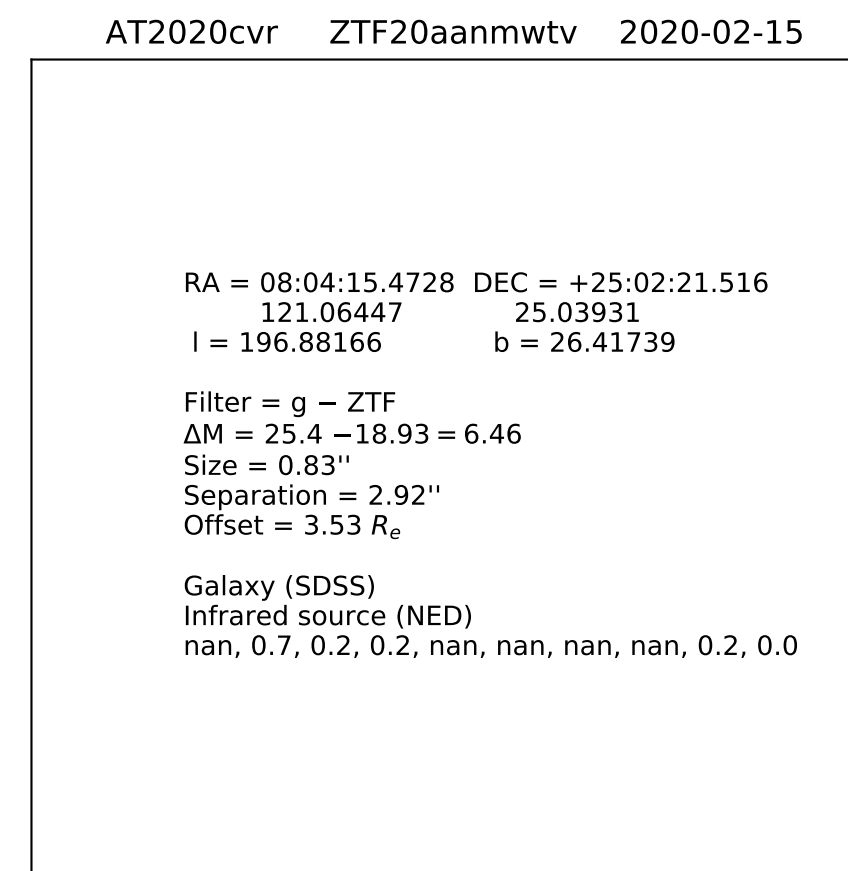 AT2020cvr ZTF20aanmwtv 2020-02-15
RA = 08:04:15.4728 DEC = +25:02:21.516
121.06447 25.03931
l = 196.88166 b = 26.41739
Filter = g − ZTF
ΔM = 25.4 −18.93 = 6.46
Size = 0.83''
Separation = 2.92''
Offset = 3.53 Re
Galaxy (SDSS)
Infrared source (NED)
nan, 0.7, 0.2, 0.2, nan, nan, nan, nan, 0.2, 0.0